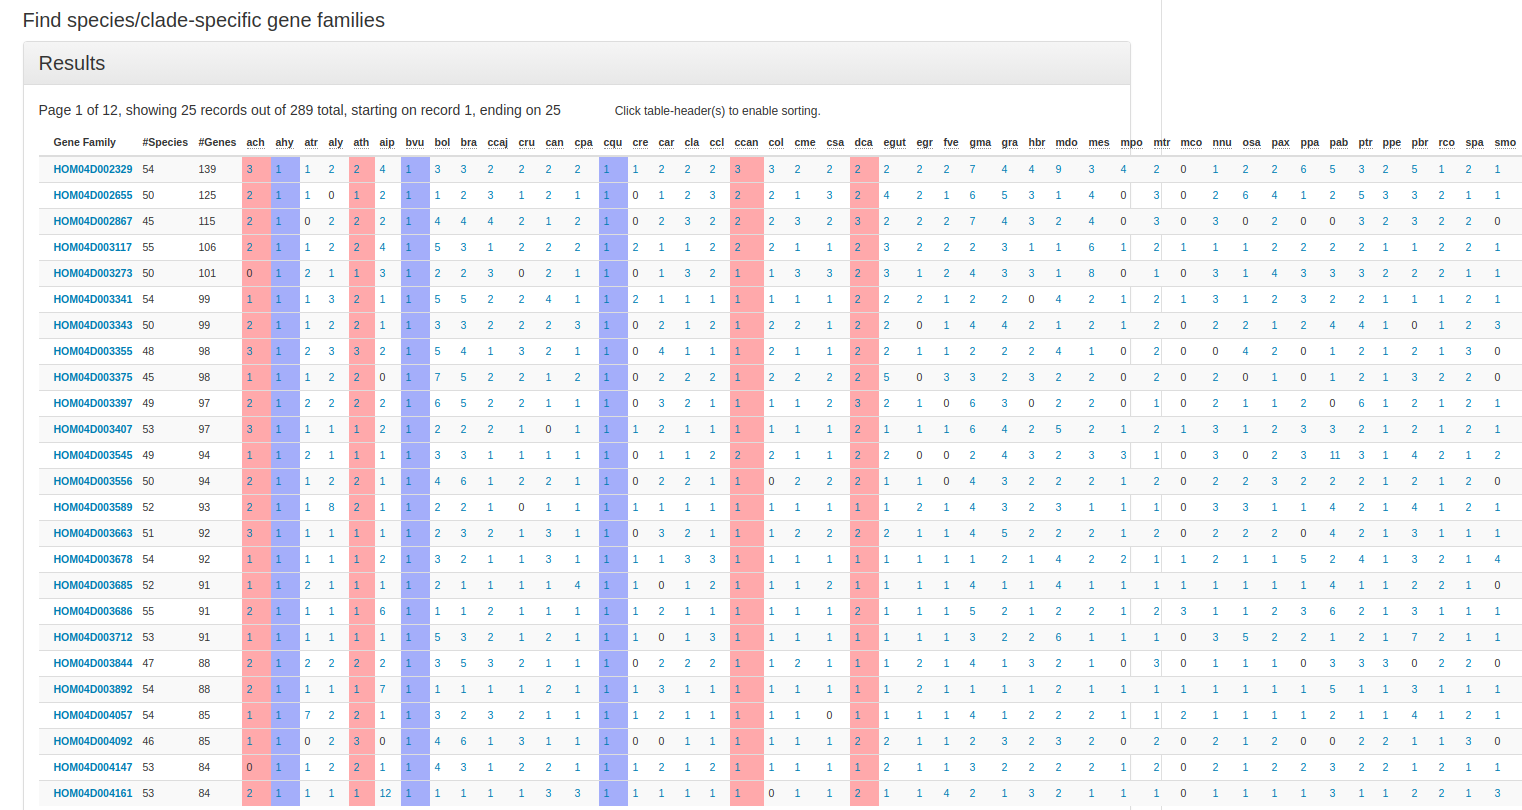 Find species/clade-specific gene families
Results
Page 1 of 12, showing 25 records out of 289 total, starting on record 1, ending on 25 Click table-header(s) to enable sorting.
Gene Family #Species #Genes ach ahy atr aly ath aip bvu bol bra ccaj cru can cpa cqu cre car cla ccl ccan col cme csa dca egut egr fve gma gra hbr mdo mes mpo mtr mco nnu osa pax ppa pab ptr ppe pbr rco spa smo
HOM04D002329 54 139 3 1 1 2 2 4 1 3 3 2 2 2 2 1 1 2 2 2 3 3 2 2 2 2 2 2 7 4 4 9 3 4 2 0 1 2 2 6 5 3 2 5 1 2 1
HOM04D002655 50 125 2 1 1 0 1 2 1 1 2 3 1 2 1 1 0 1 2 3 2 2 1 3 2 4 2 1 6 5 3 1 4 0 3 0 2 6 4 1 2 5 3 3 2 1 1
HOM04D002867 45 115 2 1 0 2 2 2 1 4 4 4 2 1 2 1 0 2 3 2 2 2 3 2 3 2 2 2 7 4 3 2 4 0 3 0 3 0 2 0 0 3 2 3 2 2 0
HOM04D003117 55 106 2 1 1 2 2 4 1 5 3 1 2 2 2 1 2 1 1 2 2 2 1 1 2 3 2 2 2 3 1 1 6 1 2 1 1 1 2 2 2 2 1 1 2 2 1
HOM04D003273 50 101 0 1 2 1 1 3 1 2 2 3 0 2 1 1 0 1 3 2 1 1 3 3 2 3 1 2 4 3 3 1 8 0 1 0 3 1 4 3 3 3 2 2 2 1 1
HOM04D003341 54 99 1 1 1 3 2 1 1 5 5 2 2 4 1 1 2 1 1 1 1 1 1 1 2 2 2 1 2 2 0 4 2 1 2 1 3 1 2 3 2 2 1 1 1 2 1
HOM04D003343 50 99 2 1 1 2 2 1 1 3 3 2 2 2 3 1 0 2 1 2 1 2 2 1 2 2 0 1 4 4 2 1 2 1 2 0 2 2 1 2 4 4 1 0 1 2 3
HOM04D003355 48 98 3 1 2 3 3 2 1 5 4 1 3 2 1 1 0 4 1 1 1 2 1 1 2 2 1 1 2 2 2 4 1 0 2 0 0 4 2 0 1 2 1 2 1 3 0
HOM04D003375 45 98 1 1 1 2 2 0 1 7 5 2 2 1 2 1 0 2 2 2 1 2 2 2 2 5 0 3 3 2 3 2 2 0 2 0 2 0 1 0 1 2 1 3 2 2 0
HOM04D003397 49 97 2 1 2 2 2 2 1 6 5 2 2 1 1 1 0 3 2 1 1 1 1 2 3 2 1 0 6 3 0 2 2 0 1 0 2 1 1 2 0 6 1 2 1 2 1
HOM04D003407 53 97 3 1 1 1 1 2 1 2 2 2 1 0 1 1 1 2 1 1 1 1 1 1 2 1 1 1 6 4 2 5 2 1 2 1 3 1 2 3 3 2 1 2 1 2 1
HOM04D003545 49 94 1 1 2 1 1 1 1 3 3 1 1 1 1 1 0 1 1 2 2 2 1 1 2 2 0 0 2 4 3 2 3 3 1 0 3 0 2 3 11 3 1 4 2 1 2
HOM04D003556 50 94 2 1 1 1 2 2 1 4 6 1 2 2 1 1 0 2 2 1 1 0 2 2 2 1 1 0 4 3 2 2 2 1 2 0 2 2 3 2 2 2 1 2 1 2 0
HOM04D003589 52 93 2 1 1 8 2 1 1 2 2 1 0 1 1 1 1 1 1 1 1 1 1 1 1 1 2 1 4 3 2 3 1 1 1 0 3 3 1 1 4 2 1 4 1 2 1
HOM04D003663 51 92 3 1 1 1 1 1 1 2 3 2 1 3 1 1 0 3 2 1 1 1 2 2 2 2 1 1 4 5 2 2 2 1 2 0 2 2 2 0 4 2 1 3 1 1 1
HOM04D003678 54 92 1 1 1 1 1 2 1 3 2 1 1 3 1 1 1 1 3 3 1 1 1 1 1 1 1 1 1 2 1 4 2 2 1 1 2 1 1 5 2 4 1 3 2 1 4
HOM04D003685 52 91 1 1 2 1 1 1 1 2 1 1 1 1 4 1 1 0 1 2 1 1 1 2 1 1 1 1 4 1 1 4 1 1 1 1 1 1 1 1 4 1 1 2 2 1 0
HOM04D003686 55 91 2 1 1 1 1 6 1 1 1 2 1 1 1 1 1 2 1 1 1 1 1 1 2 1 1 1 5 2 1 2 2 1 2 3 1 1 2 3 6 2 1 3 1 1 1
HOM04D003712 53 91 1 1 1 1 1 1 1 5 3 2 1 2 1 1 1 0 1 3 1 1 1 1 1 1 1 1 3 2 2 6 1 1 1 0 3 5 2 2 1 2 1 7 2 1 1
HOM04D003844 47 88 2 1 2 2 2 2 1 3 5 3 2 1 1 1 0 2 2 2 1 1 2 1 1 1 2 1 4 1 3 2 1 0 3 0 1 1 1 0 3 3 3 0 2 2 0
HOM04D003892 54 88 2 1 1 1 1 7 1 1 1 1 1 2 1 1 1 3 1 1 1 1 1 1 1 1 2 1 1 1 1 2 1 1 1 1 1 1 1 1 5 1 1 3 1 1 1
HOM04D004057 54 85 1 1 7 2 2 1 1 3 2 3 2 1 1 1 1 2 1 1 1 1 1 0 1 1 1 1 4 1 2 2 2 1 1 2 1 1 1 1 2 1 1 4 1 2 1
HOM04D004092 46 85 1 1 0 2 3 0 1 4 6 1 3 1 1 1 0 0 1 1 1 1 1 1 2 2 1 1 2 3 2 3 2 0 2 0 2 1 2 0 0 2 2 1 1 3 0
HOM04D004147 53 84 0 1 1 2 2 1 1 4 3 1 2 2 1 1 1 2 1 2 1 1 1 1 1 2 1 1 3 2 2 2 2 1 2 0 2 1 2 2 3 2 2 1 2 1 1
HOM04D004161 53 84 2 1 1 1 1 12 1 1 1 1 1 3 3 1 1 1 1 1 1 0 1 1 2 1 1 4 2 1 3 2 1 1 1 0 1 1 1 1 3 1 1 2 2 1 3